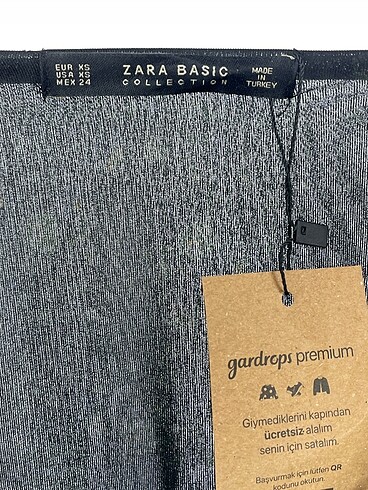 EUR XS
USA XS
MEX 24
ZARA BASIC
COLLECTION
MADE
IN
TURKEY
gardrops premium
Giymediklerini kapından
ücretsiz alalım
senin için satalım.
Başvurmak için lütfen QR
kodunu okutun.